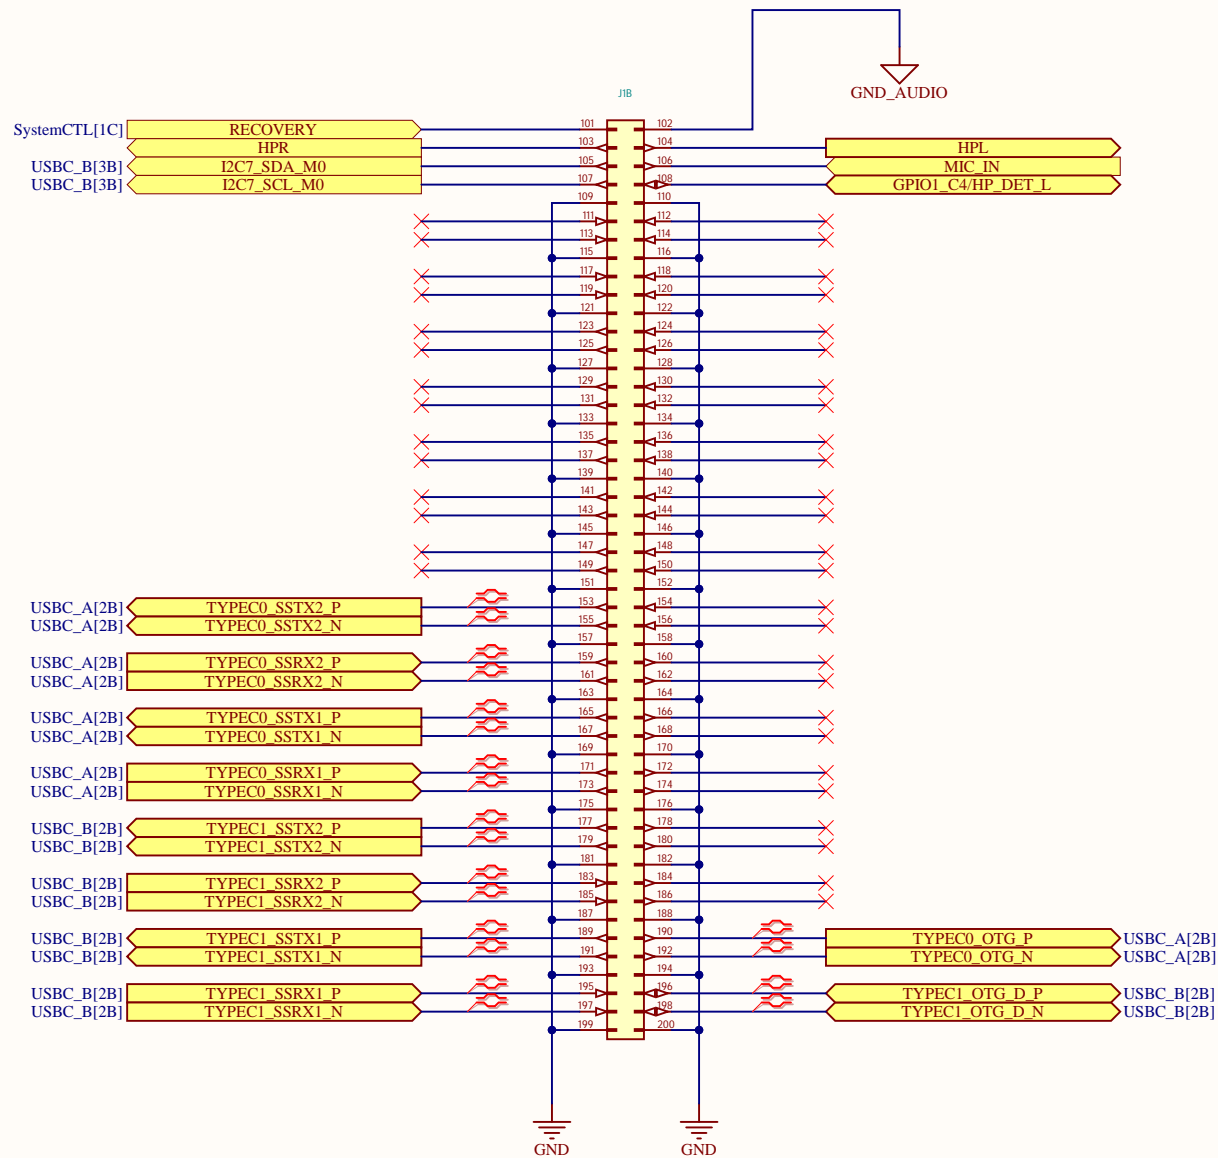 GND_AUDIO
J1B
SystemCTL[1C] RECOVERY 101 102
HPR 103 104 HPL
USBC_B[3B] I2C7_SDA_M0 105 106 MIC_IN
USBC_B[3B] I2C7_SCL_M0 107 108 GPIO1_C4/HP_DET_L
109 110
111 112
113 114
115 116
117 118
119 120
121 122
123 124
125 126
127 128
129 130
131 132
133 134
135 136
137 138
139 140
141 142
143 144
145 146
147 148
149 150
151 152
USBC_A[2B] TYPEC0_SSTX2_P 153 154
USBC_A[2B] TYPEC0_SSTX2_N 155 156
157 158
USBC_A[2B] TYPEC0_SSRX2_P 159 160
USBC_A[2B] TYPEC0_SSRX2_N 161 162
163 164
USBC_A[2B] TYPEC0_SSTX1_P 165 166
USBC_A[2B] TYPEC0_SSTX1_N 167 168
169 170
USBC_A[2B] TYPEC0_SSRX1_P 171 172
USBC_A[2B] TYPEC0_SSRX1_N 173 174
175 176
USBC_B[2B] TYPEC1_SSTX2_P 177 178
USBC_B[2B] TYPEC1_SSTX2_N 179 180
181 182
USBC_B[2B] TYPEC1_SSRX2_P 183 184
USBC_B[2B] TYPEC1_SSRX2_N 185 186
187 188
USBC_B[2B] TYPEC1_SSTX1_P 189 190 TYPEC0_OTG_P USBC_A[2B]
USBC_B[2B] TYPEC1_SSTX1_N 191 192 TYPEC0_OTG_N USBC_A[2B]
193 194
USBC_B[2B] TYPEC1_SSRX1_P 195 196 TYPEC1_OTG_D_P USBC_B[2B]
USBC_B[2B] TYPEC1_SSRX1_N 197 198 TYPEC1_OTG_D_N USBC_B[2B]
199 200
GND GND